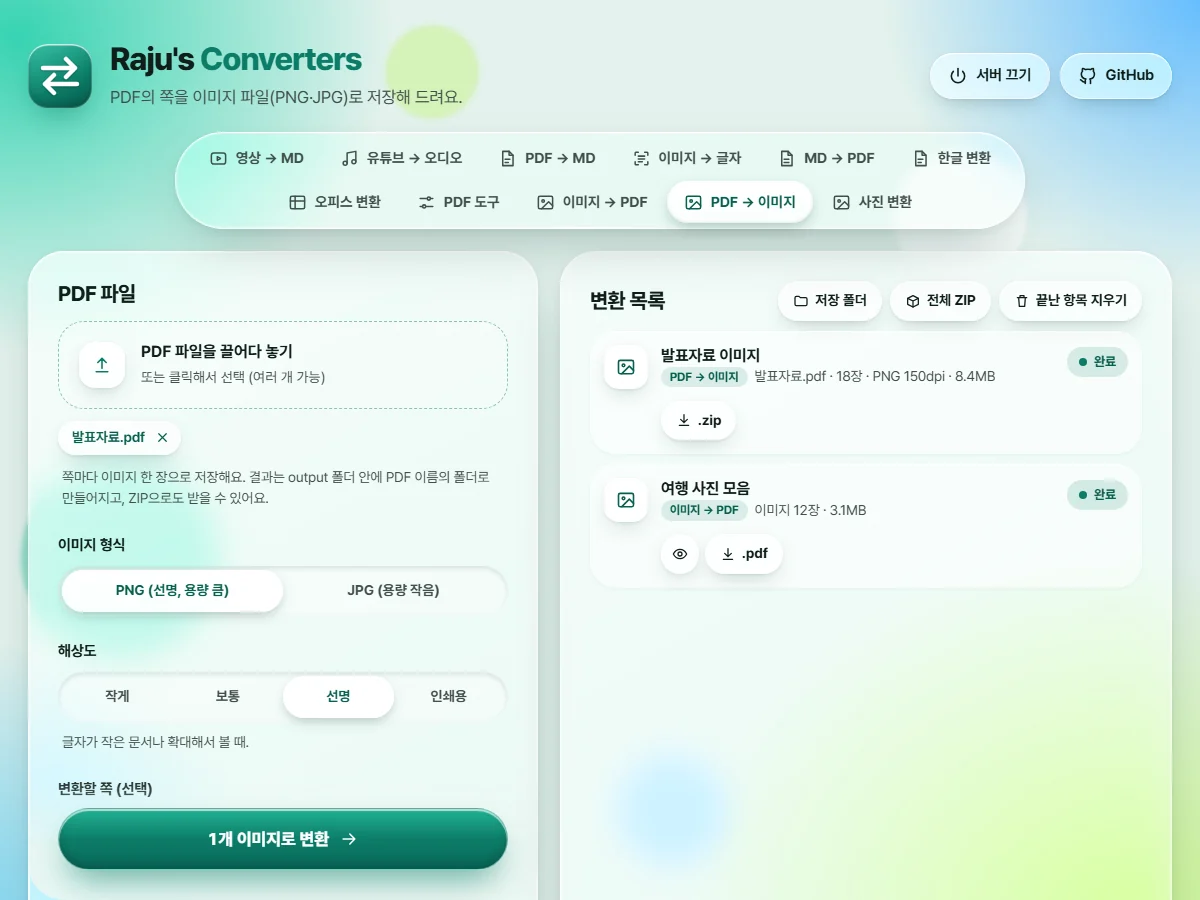 Raju's Converters
PDF의 쪽을 이미지 파일(PNG·JPG)로 저장해 드려요.
서버 끄기
GitHub
영상 → MD
유튜브 → 오디오
PDF → MD
이미지 → 글자
MD → PDF
한글 변환
오피스 변환
PDF 도구
이미지 → PDF
PDF → 이미지
사진 변환
PDF 파일
PDF 파일을 끌어다 놓기
또는 클릭해서 선택 (여러 개 가능)
발표자료.pdf ×
쪽마다 이미지 한 장으로 저장해요. 결과는 output 폴더 안에 PDF 이름의 폴더로
만들어지고, ZIP으로도 받을 수 있어요.
이미지 형식
PNG (선명, 용량 큼)
JPG (용량 작음)
해상도
작게
보통
선명
인쇄용
글자가 작은 문서나 확대해서 볼 때.
변환할 쪽 (선택)
1개 이미지로 변환 →
변환 목록
저장 폴더
전체 ZIP
끝난 항목 지우기
발표자료 이미지
PDF → 이미지 발표자료.pdf · 18장 · PNG 150dpi · 8.4MB
완료
.zip
여행 사진 모음
이미지 → PDF 이미지 12장 · 3.1MB
완료
.pdf